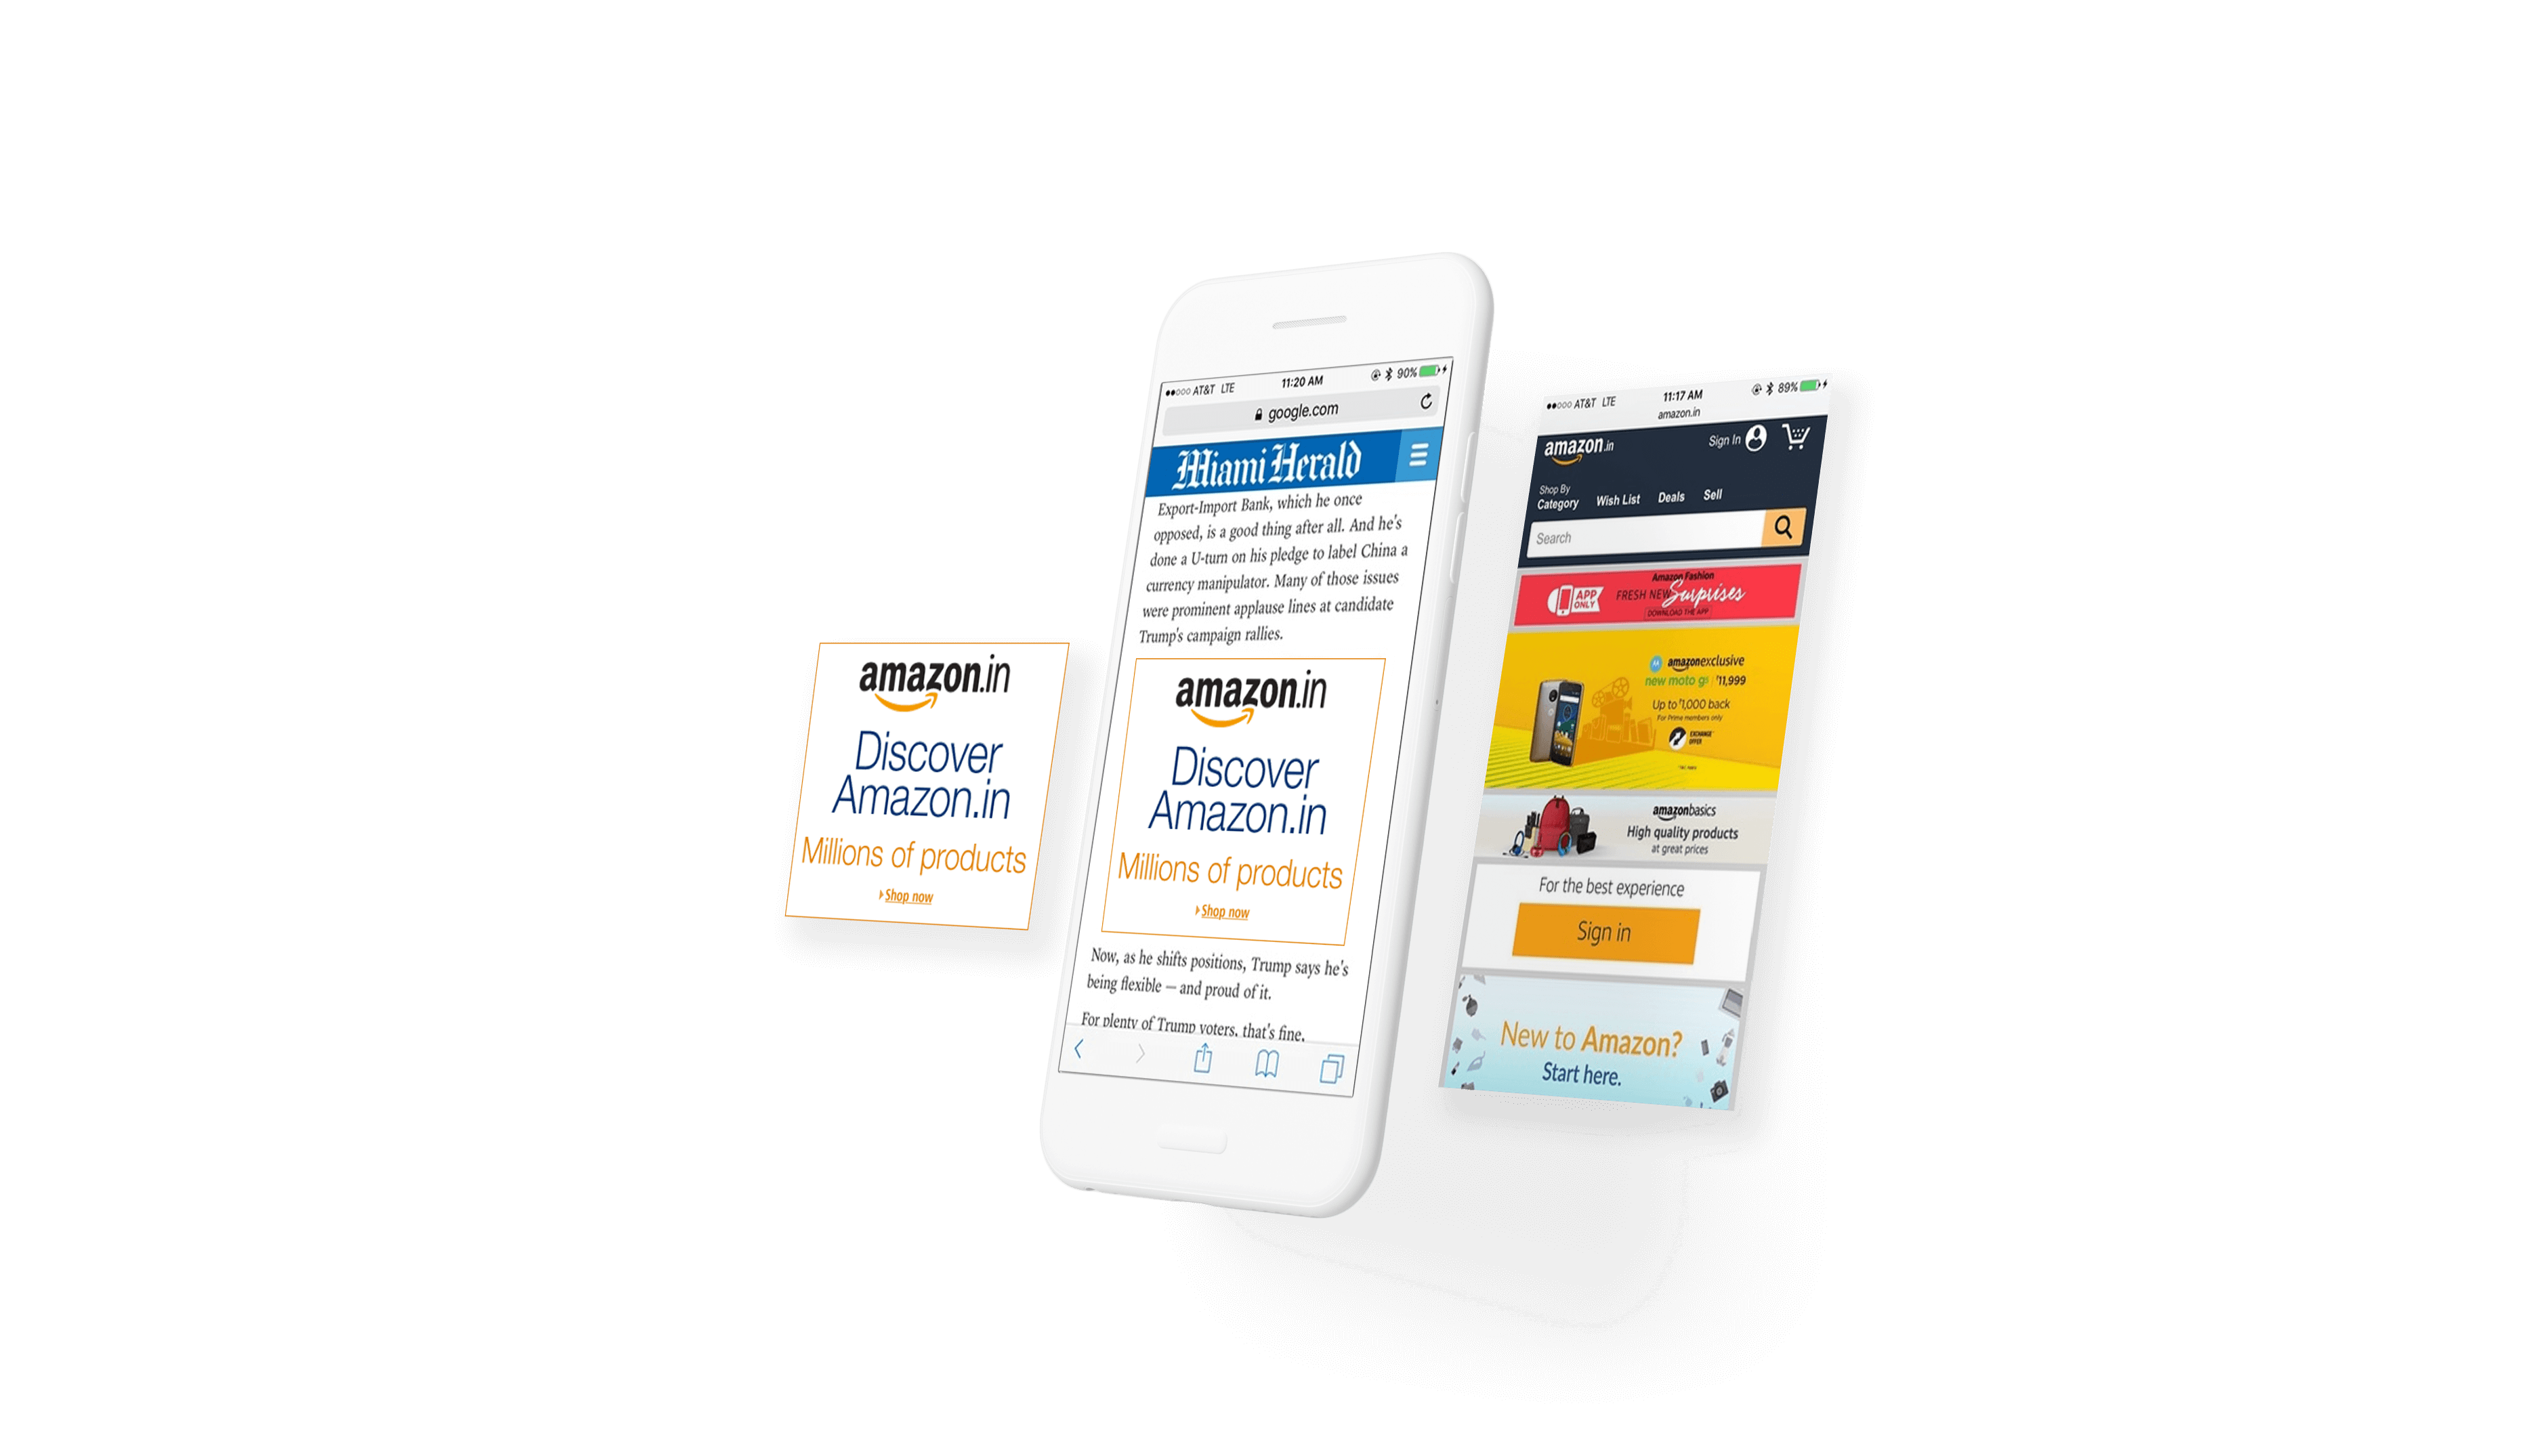 amazon.in
Discover
Amazon.in
Millions of products
Shop now
AT&T LTE
11:20 AM
90%
google.com
Miami Herald
Export-Import Bank, which he once
opposed, is a good thing after all. And he's
done a U-turn on his pledge to label China a
currency manipulator. Many of those issues
were prominent applause lines at candidate
Trump's campaign rallies.
amazon.in
Discover
Amazon.in
Millions of products
Shop now
Now, as he shifts positions, Trump says he's
being flexible — and proud of it.
For plenty of Trump voters, that's fine,
AT&T LTE
11:17 AM
89%
amazon.in
amazon.in
Sign In
Shop By
Category
Wish List
Deals
Sell
Search
APP
ONLY
Amazon Fashion
FRESH NEW Surprises
DOWNLOAD THE APP
amazonexclusive
new moto g5 | ₹11,999
Up to ₹1,000 back
For Prime members only
EXCHANGE
OFFER
amazonbasics
High quality products
at great prices
For the best experience
Sign in
New to Amazon?
Start here.